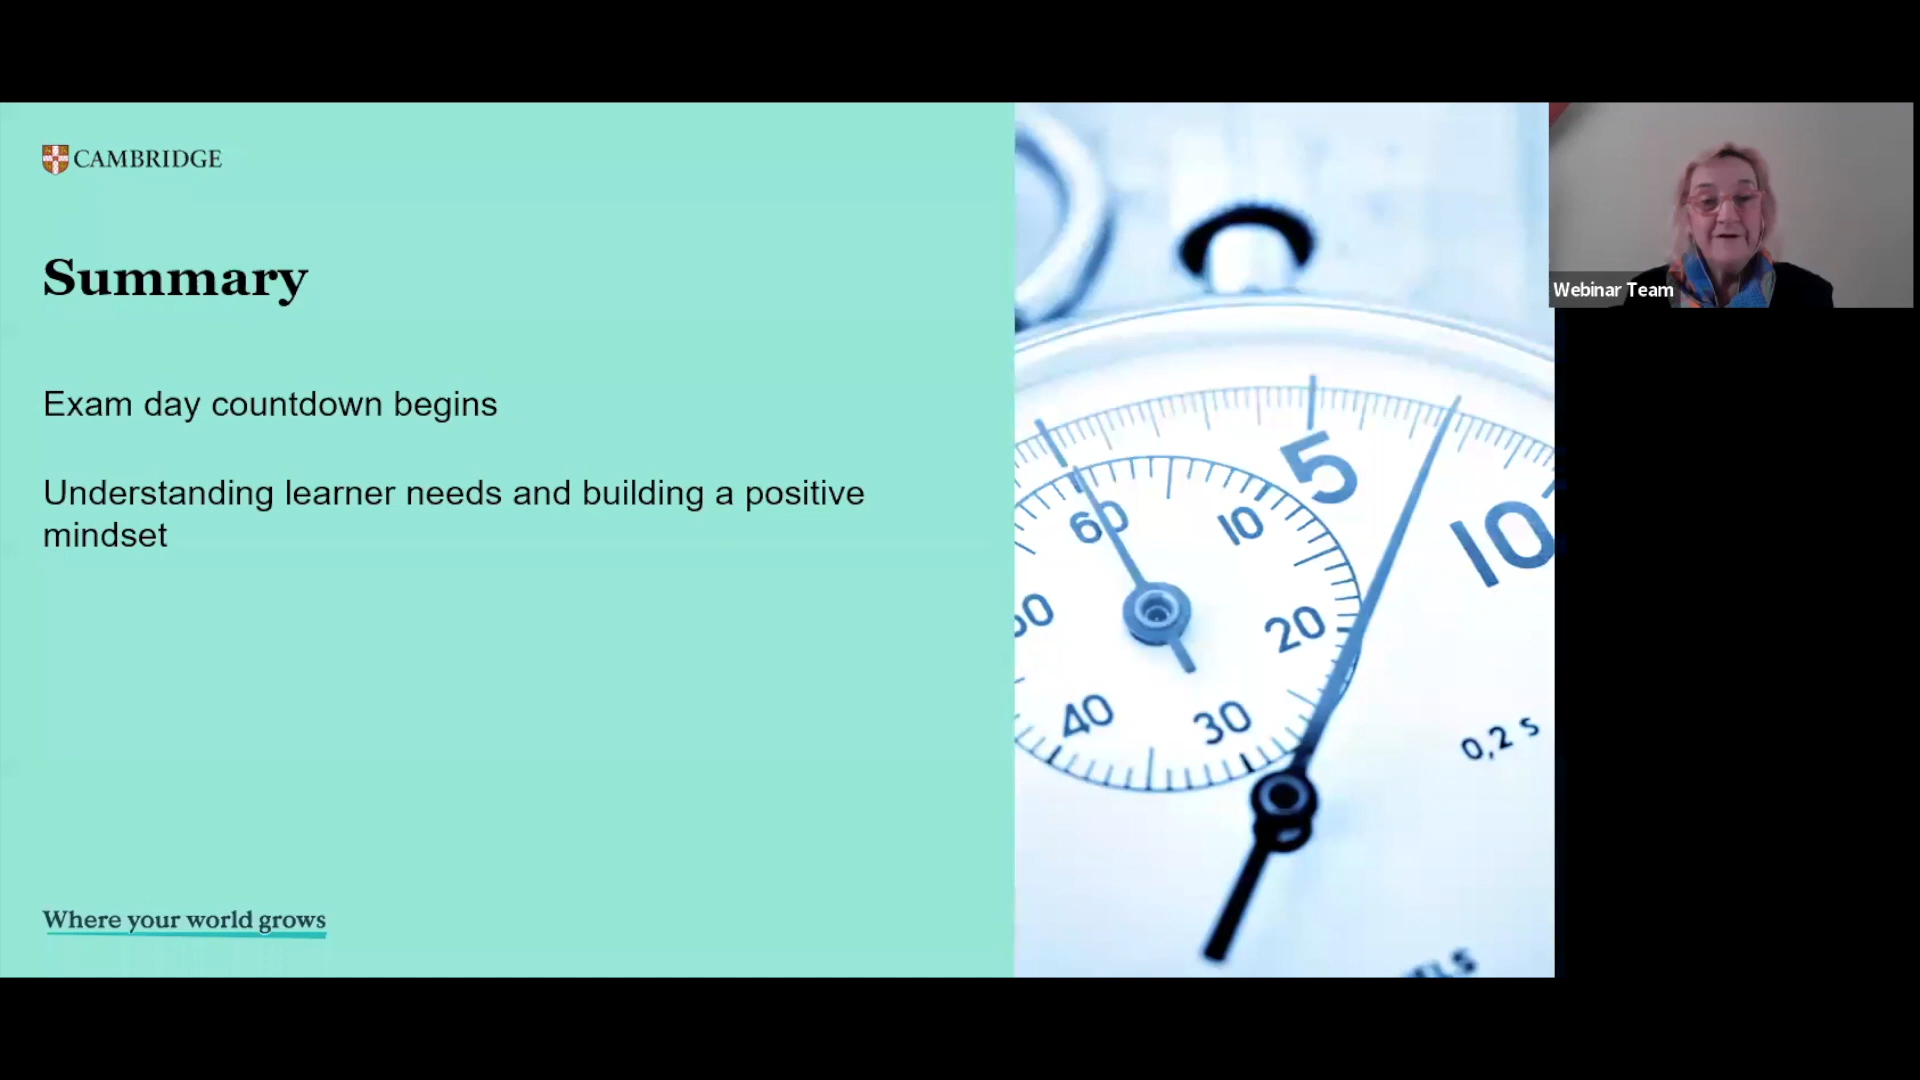 CAMBRIDGE
Summary
Exam day countdown begins
Understanding learner needs and building a positive
mindset
Where your world grows
5
10
60
10
20
30
40
0,2 s
Webinar Team